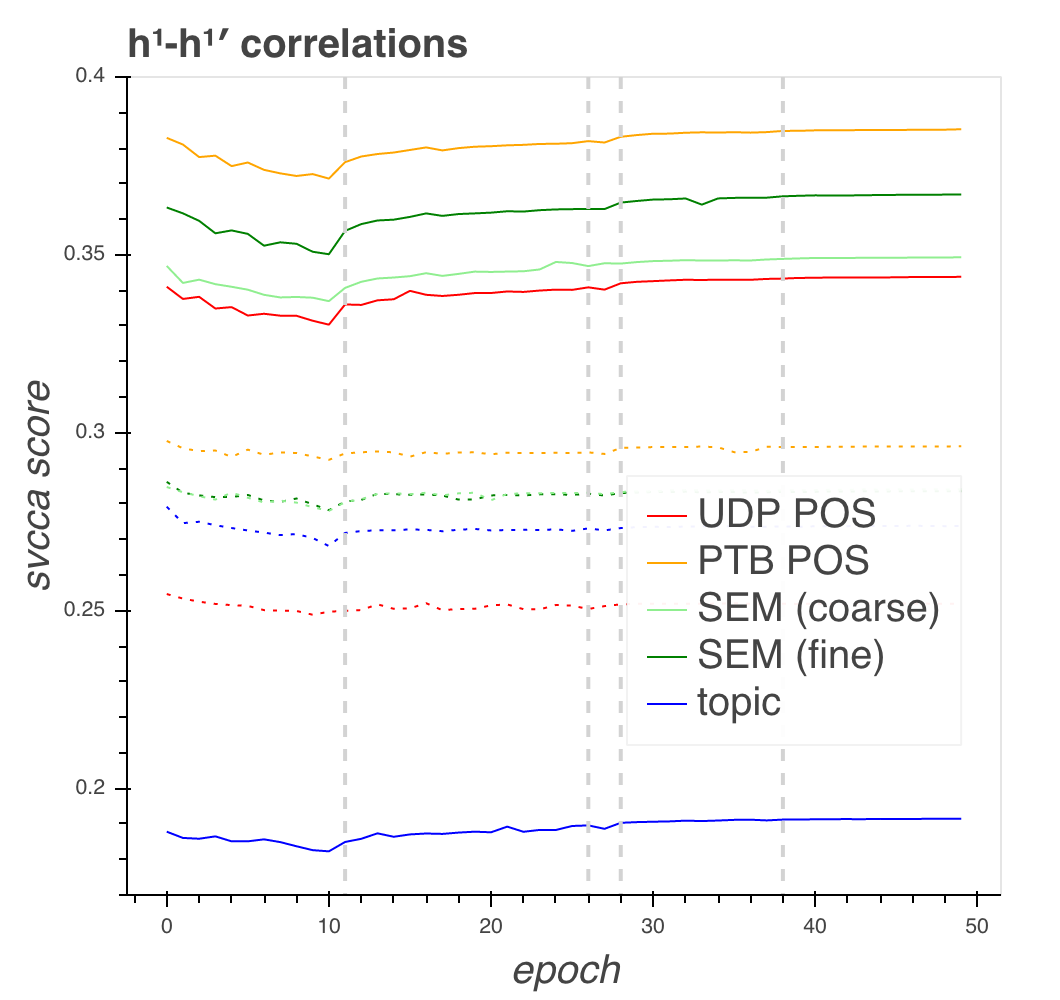 h¹-h¹′ correlations
0.4
0.35
0.3
0.25
0.2
svcca score
0
10
20
30
40
50
epoch
UDP POS
PTB POS
SEM (coarse)
SEM (fine)
topic